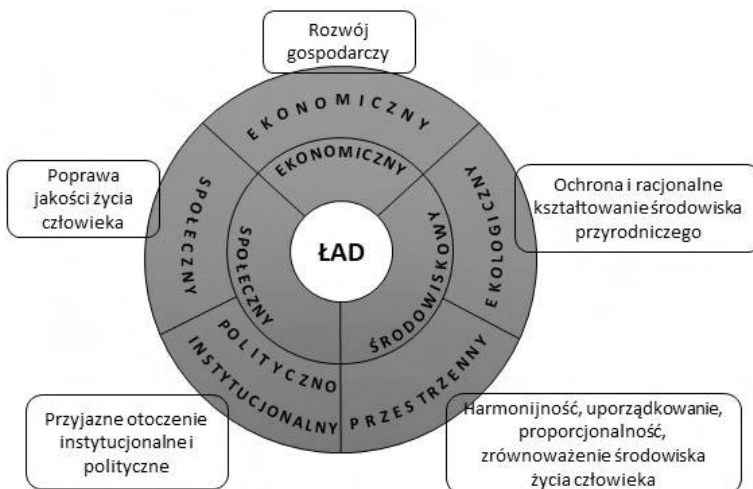 Rozwój
gospodarczy
EKONOMICZNY
EKONOMICZNY
Poprawa
jakości życia
człowieka
SPOŁECZNY
SPOŁECZNY
ŁAD
ŚRODOWISKOWY
EKOLOGICZNY
Ochrona i racjonalne
kształtowanie środowiska
przyrodniczego
POLITYCZNO
INSTYTUCJONALNY
PRZESTRZENNY
Przyjazne otoczenie
instytucjonalne i
polityczne
Harmonijność, uporządkowanie,
proporcjonalność,
zrównoważenie środowiska
życia człowieka